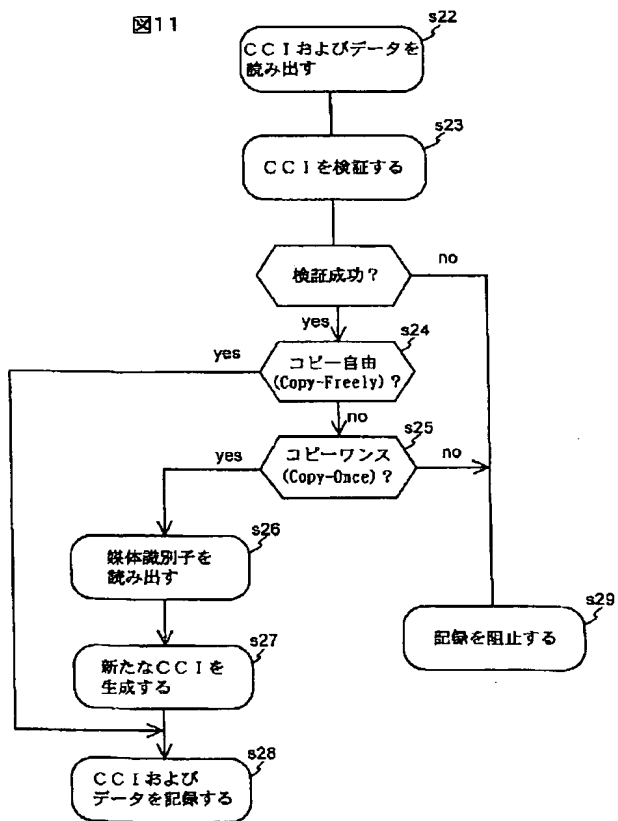 図11
s22
ＣＣＩおよびデータを
読み出す
s23
ＣＣＩを検証する
検証成功？
no
yes
s24
yes
コピー自由
(Copy-Freely)？
no
s25
コピーワンス
(Copy-Once)？
yes
no
s26
媒体識別子を
読み出す
s29
記録を阻止する
s27
新たなＣＣＩを
生成する
s28
ＣＣＩおよび
データを記録する